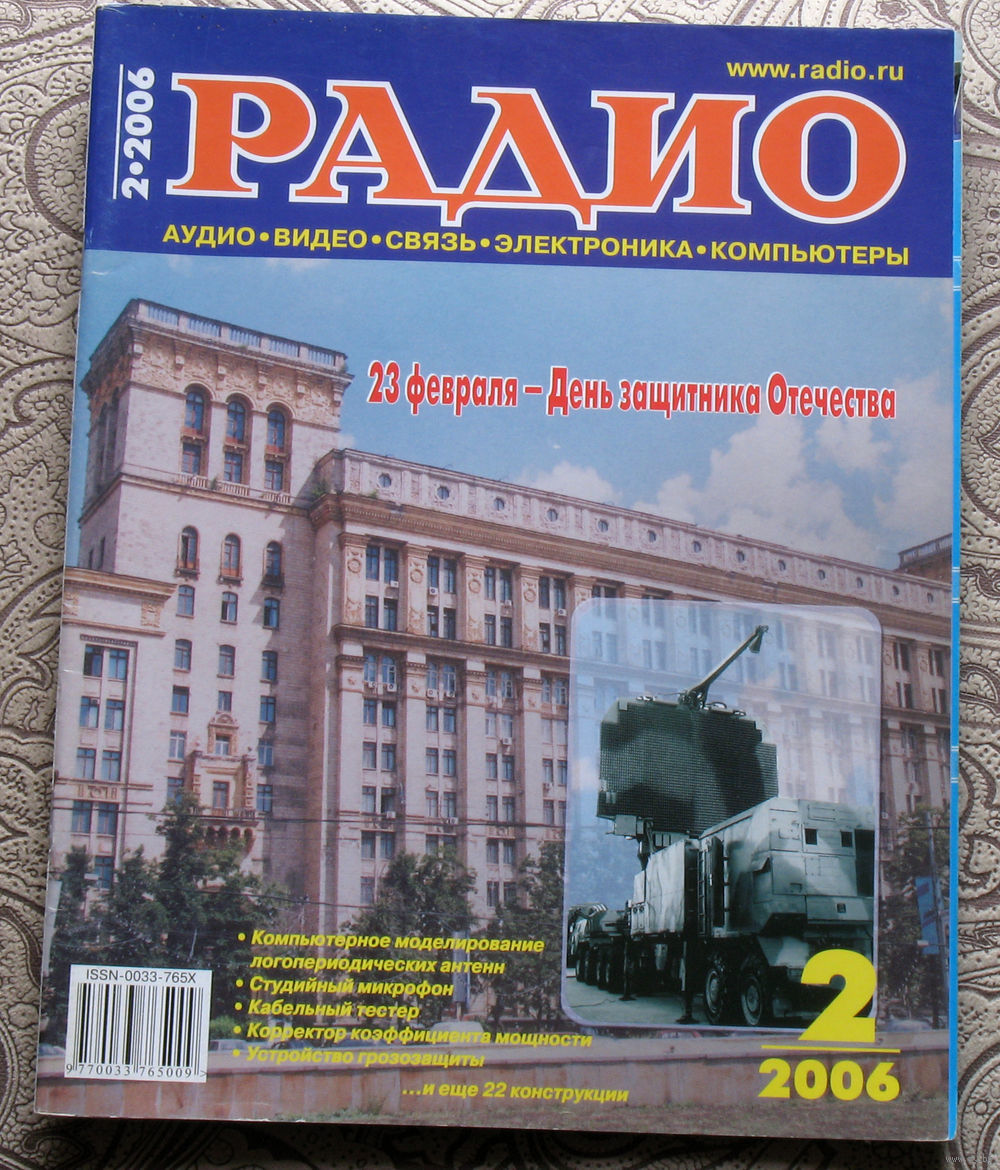 www.radio.ru
2•2006
РАДИО
АУДИО•ВИДЕО•СВЯЗЬ•ЭЛЕКТРОНИКА•КОМПЬЮТЕРЫ
23 февраля – День защитника Отечества
• Компьютерное моделирование
логопериодических антенн
• Студийный микрофон
• Кабельный тестер
• Корректор коэффициента мощности
• Устройство грозозащиты
...и еще 22 конструкции
ISSN-0033-765X
9 770033 765009 >
2
2006